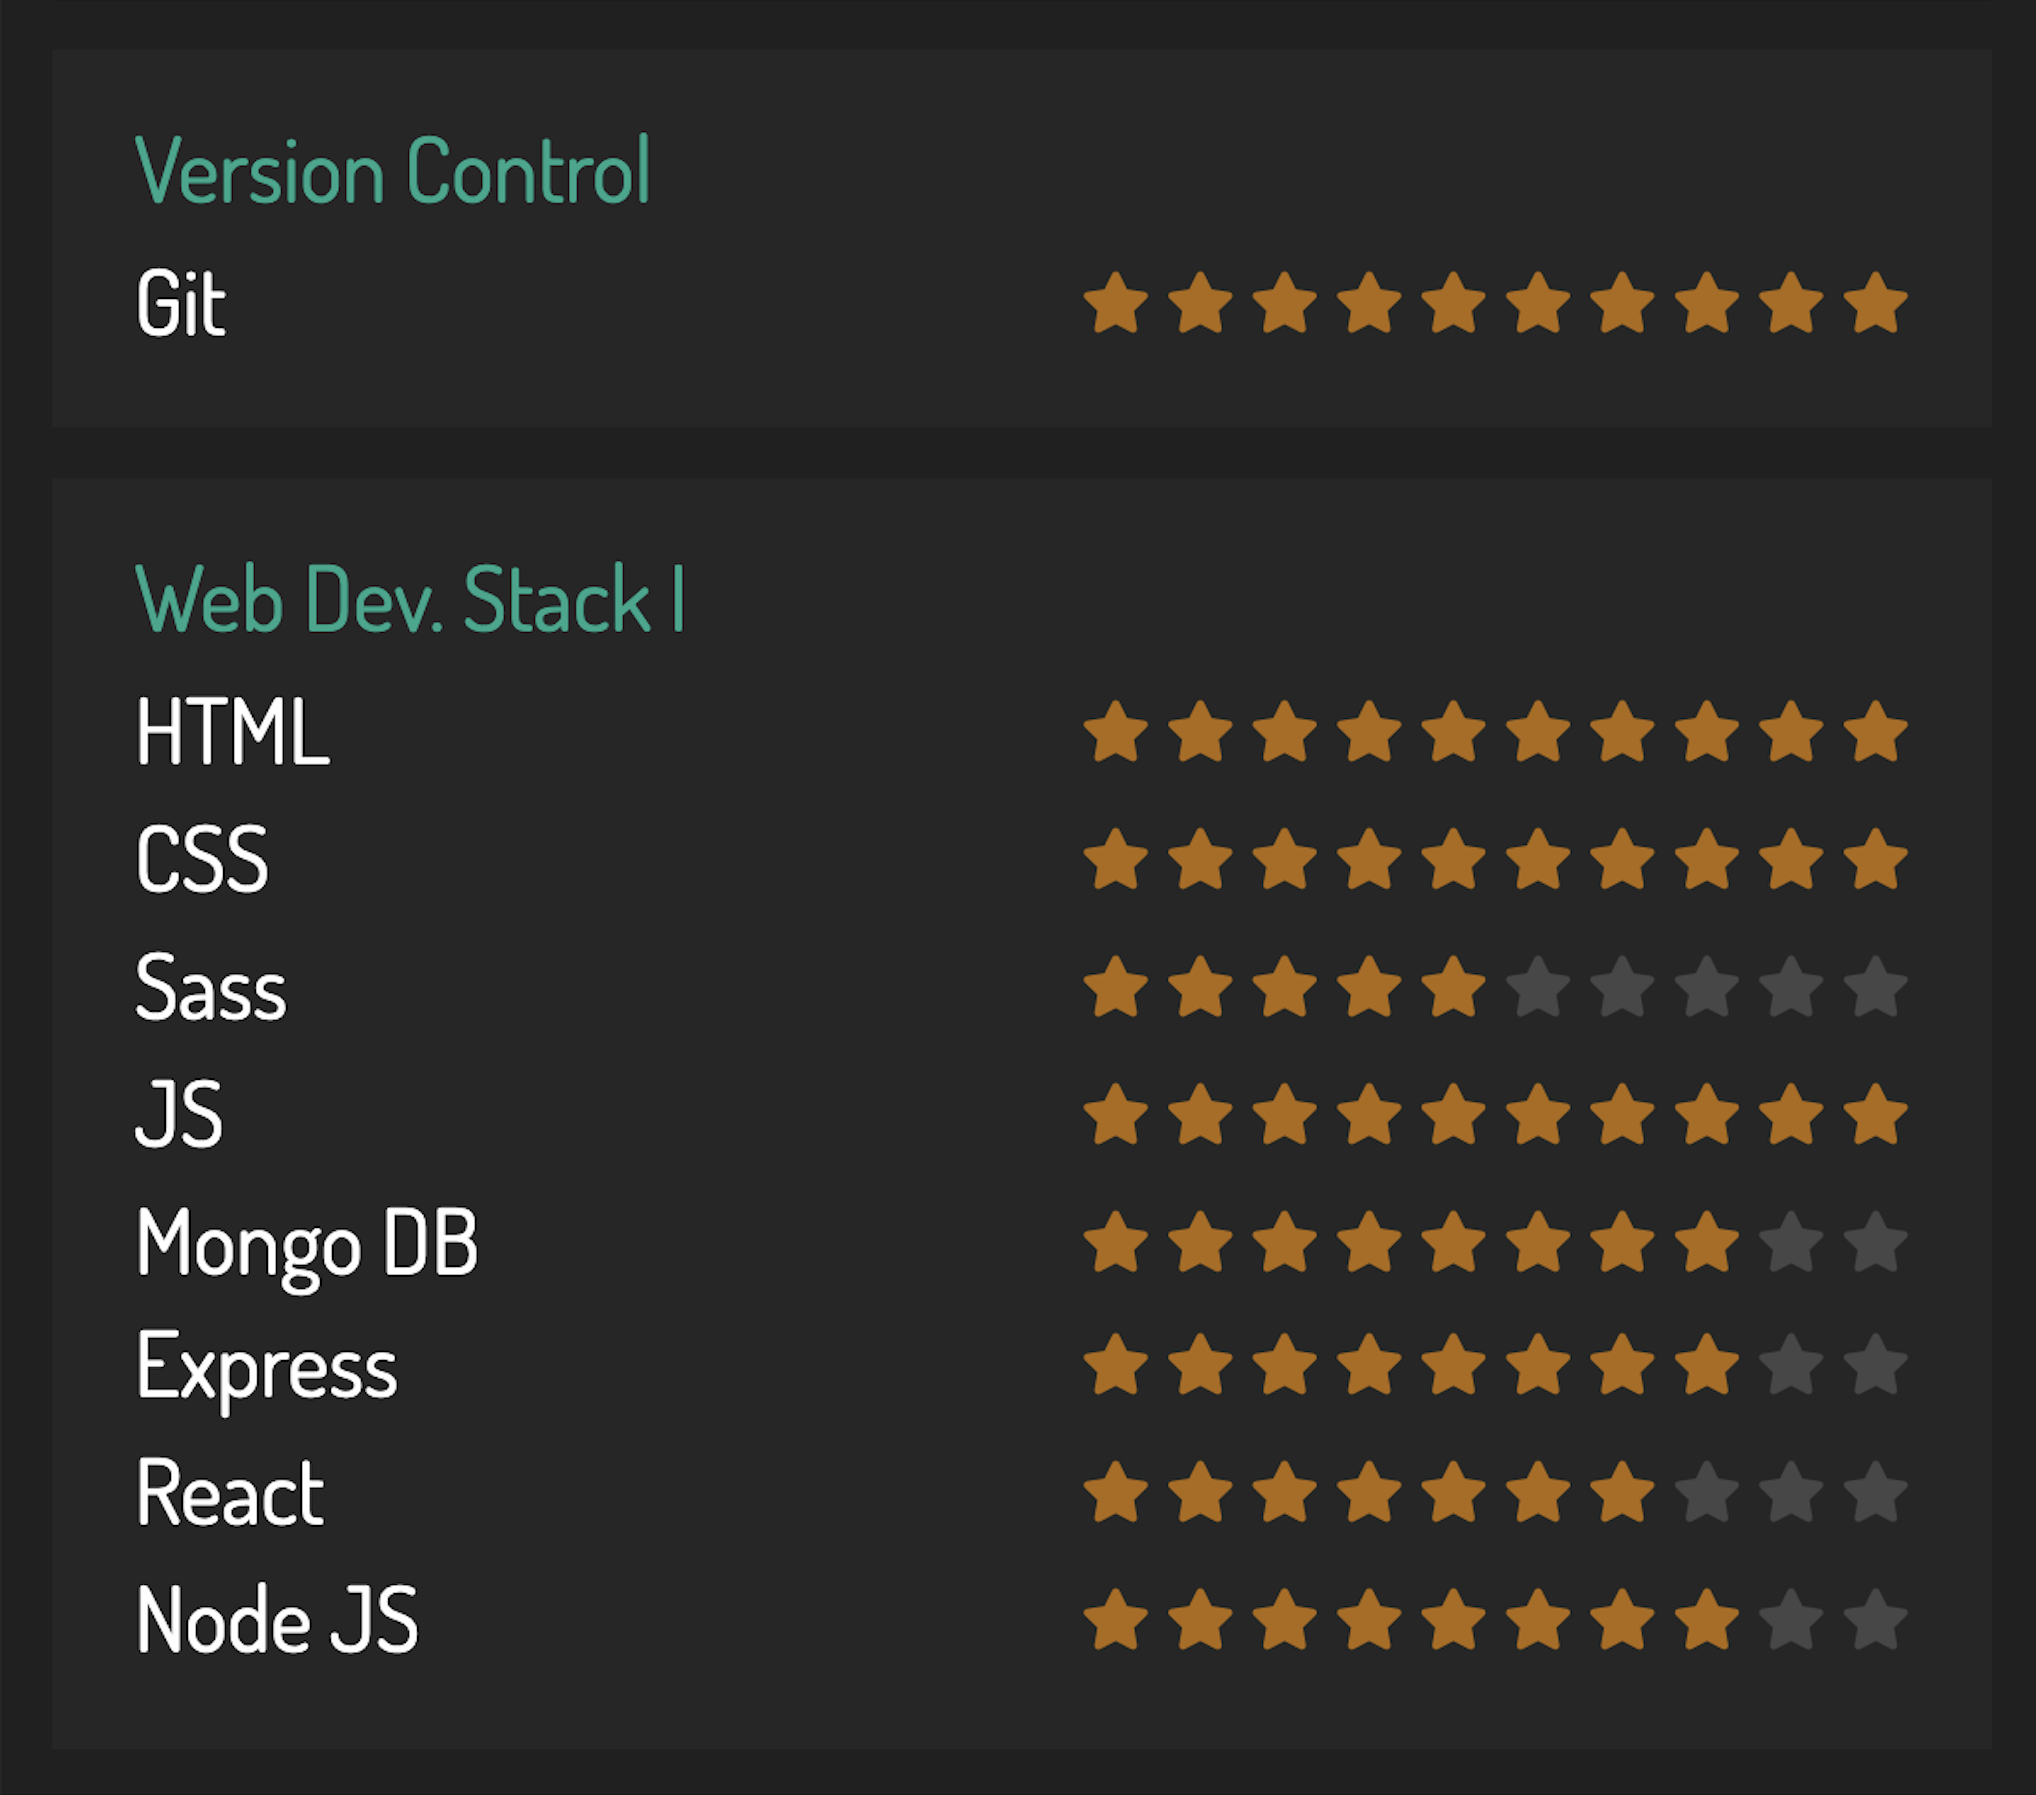 Version Control
Git
Web Dev. Stack I
HTML
CSS
Sass
JS
Mongo DB
Express
React
Node JS